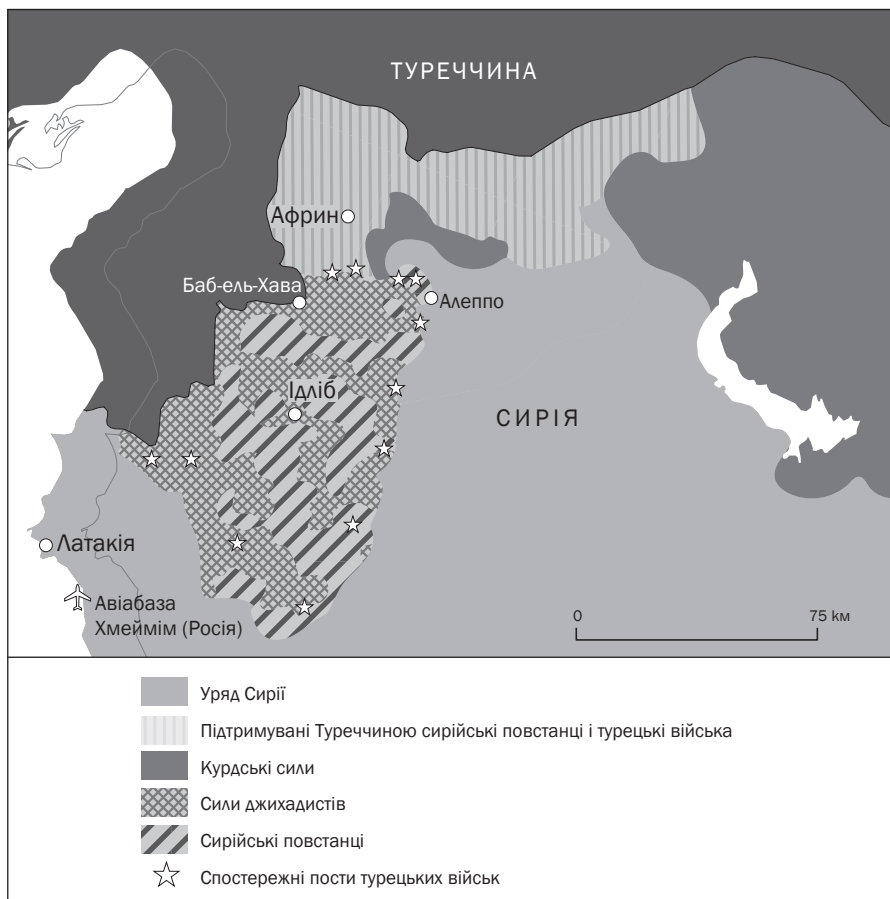 ТУРЕЧЧИНА
Африн
Баб-ель-Хава
Алеппо
Ідліб
СИРІЯ
Латакія
Авіабаза
Хмеймім (Росія)
0 75 км
Уряд Сирії
Підтримувані Туреччиною сирійські повстанці і турецькі війська
Курдські сили
Сили джихадистів
Сирійські повстанці
Спостережні пости турецьких військ